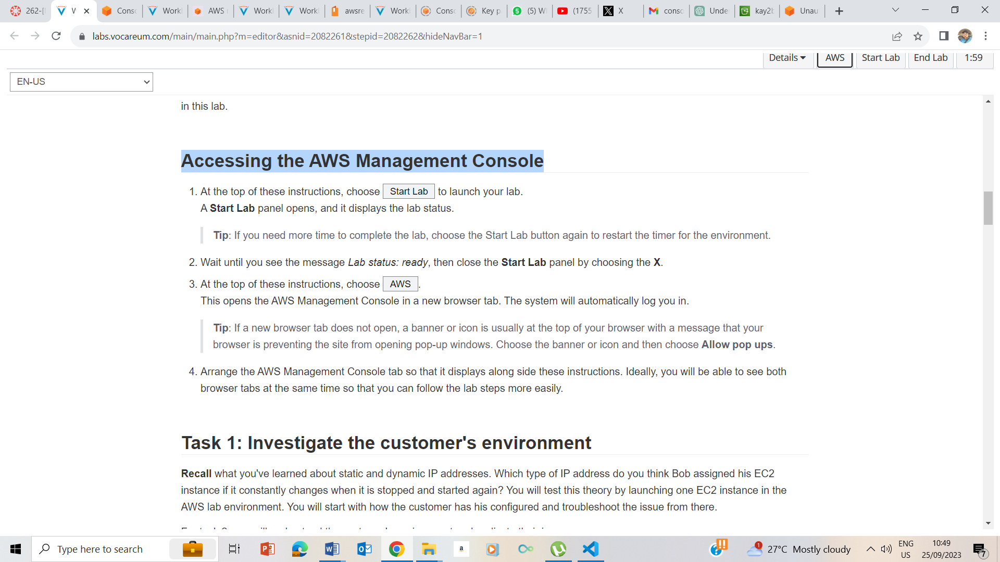 262-[
W
Consc
Workl
AWS r
Workl
Worki
awsre
Workb
Consc
Key p
(5) W
(1755
X
consc
Unde
kay2b
Unau
labs.vocareum.com/main/main.php?m=editor&asnid=2082261&stepid=2082262&hideNavBar=1
Details AWS Start Lab End Lab 1:59
EN-US
in this lab.
Accessing the AWS Management Console
1. At the top of these instructions, choose Start Lab to launch your lab.
A Start Lab panel opens, and it displays the lab status.
Tip: If you need more time to complete the lab, choose the Start Lab button again to restart the timer for the environment.
2. Wait until you see the message Lab status: ready, then close the Start Lab panel by choosing the X.
3. At the top of these instructions, choose AWS.
This opens the AWS Management Console in a new browser tab. The system will automatically log you in.
Tip: If a new browser tab does not open, a banner or icon is usually at the top of your browser with a message that your
browser is preventing the site from opening pop-up windows. Choose the banner or icon and then choose Allow pop ups.
4. Arrange the AWS Management Console tab so that it displays along side these instructions. Ideally, you will be able to see both
browser tabs at the same time so that you can follow the lab steps more easily.
Task 1: Investigate the customer's environment
Recall what you've learned about static and dynamic IP addresses. Which type of IP address do you think Bob assigned his EC2
instance if it constantly changes when it is stopped and started again? You will test this theory by launching one EC2 instance in the
AWS lab environment. You will start with how the customer has his configured and troubleshoot the issue from there.
Type here to search
27°C Mostly cloudy
ENG
US
10:49
25/09/2023
7